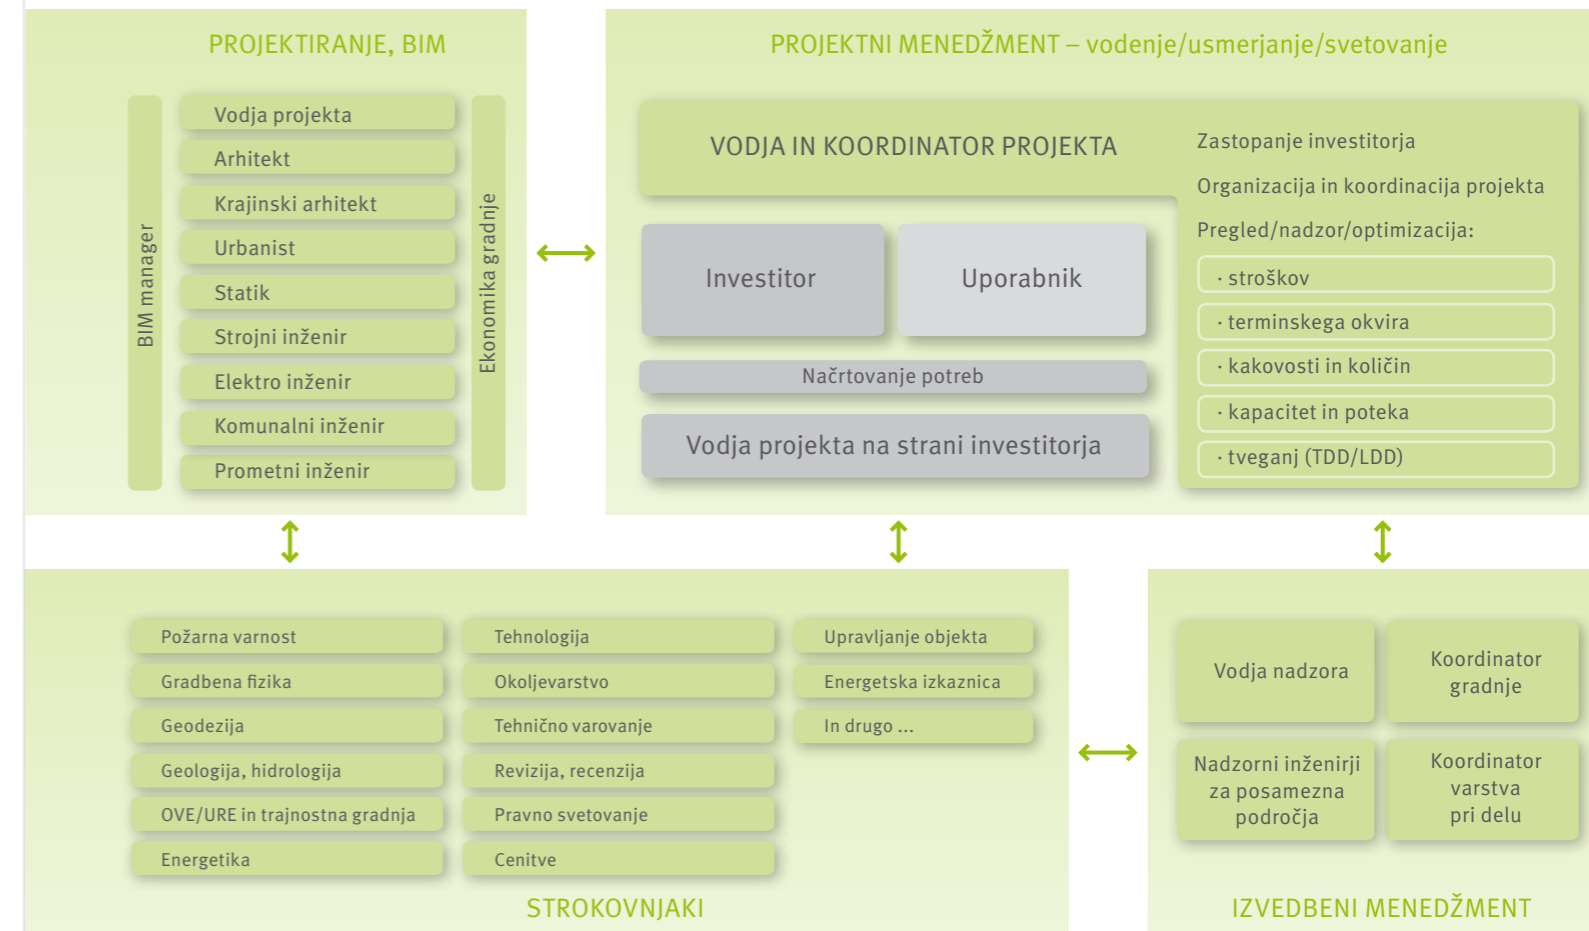 PROJEKTIRANJE, BIM
BIM manager
Vodja projekta
Arhitekt
Krajinski arhitekt
Urbanist
Statik
Strojni inženir
Elektro inženir
Komunalni inženir
Prometni inženir
Ekonomika gradnje
PROJEKTNI MENEDŽMENT – vodenje/usmerjanje/svetovanje
VODJA IN KOORDINATOR PROJEKTA
Investitor
Uporabnik
Načrtovanje potreb
Vodja projekta na strani investitorja
Zastopanje investitorja
Organizacija in koordinacija projekta
Pregled/nadzor/optimizacija:
· stroškov
· terminskega okvira
· kakovosti in količin
· kapacitet in poteka
· tveganj (TDD/LDD)
Požarna varnost
Gradbena fizika
Geodezija
Geologija, hidrologija
OVE/URE in trajnostna gradnja
Energetika
Tehnologija
Okoljevarstvo
Tehnično varovanje
Revizija, recenzija
Pravno svetovanje
Cenitve
Upravljanje objekta
Energetska izkaznica
In drugo ...
STROKOVNJAKI
Vodja nadzora
Koordinator
gradnje
Nadzorni inženirji
za posamezna
področja
Koordinator
varstva
pri delu
IZVEDBENI MENEDŽMENT